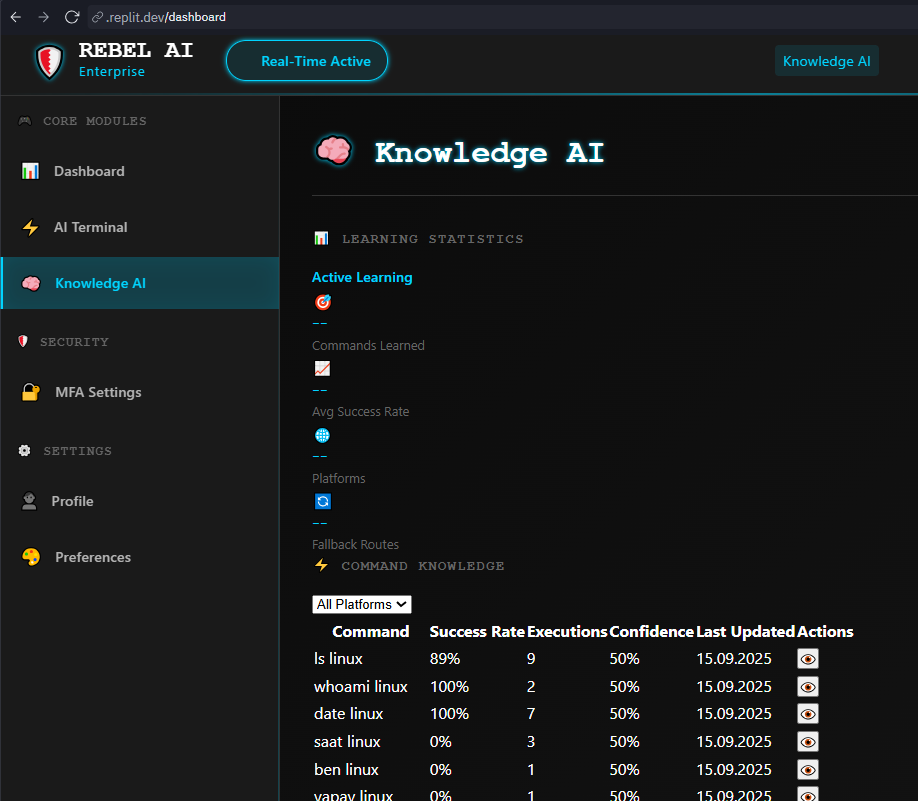 .replit.dev/dashboard
REBEL AI
Enterprise
Real-Time Active
Knowledge AI
CORE MODULES
Dashboard
AI Terminal
Knowledge AI
SECURITY
MFA Settings
SETTINGS
Profile
Preferences
Knowledge AI
LEARNING STATISTICS
Active Learning
--
Commands Learned
--
Avg Success Rate
--
Platforms
--
Fallback Routes
COMMAND KNOWLEDGE
All Platforms
Command Success Rate Executions Confidence Last Updated Actions
ls linux 89% 9 50% 15.09.2025
whoami linux 100% 2 50% 15.09.2025
date linux 100% 7 50% 15.09.2025
saat linux 0% 3 50% 15.09.2025
ben linux 0% 1 50% 15.09.2025
yapay linux 0% 1 50% 15.09.2025